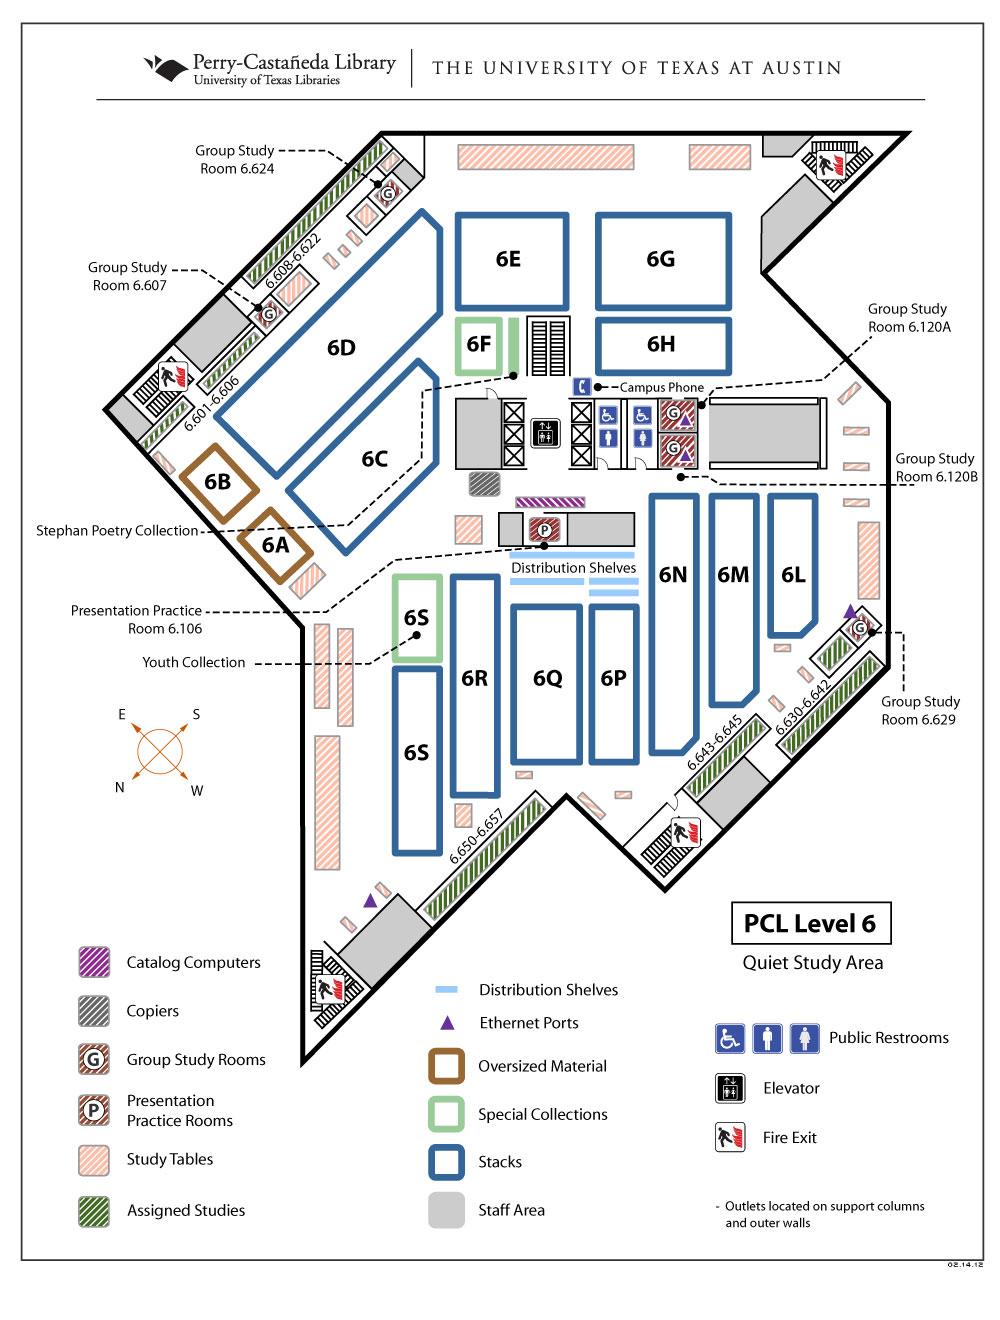 Perry-Castañeda Library
University of Texas Libraries
THE UNIVERSITY OF TEXAS AT AUSTIN
Group Study
Room 6.624
Group Study
Room 6.607
6.608-6.622
6.601-6.606
G
G
6E
6G
6D
6F
6H
6C
6B
6A
Campus Phone
Group Study
Room 6.120A
G
G
Group Study
Room 6.120B
Stephan Poetry Collection
P
Distribution Shelves
Presentation Practice
Room 6.106
Youth Collection
6S
6S
6R
6Q
6P
6N
6M
6L
G
Group Study
Room 6.629
6.630-6.642
6.643-6.645
6.650-6.657
E
S
N
W
PCL Level 6
Quiet Study Area
Catalog Computers
Copiers
G
Group Study Rooms
P
Presentation
Practice Rooms
Study Tables
Assigned Studies
Distribution Shelves
Ethernet Ports
Oversized Material
Special Collections
Stacks
Staff Area
Public Restrooms
Elevator
Fire Exit
- Outlets located on support columns
and outer walls
02.14.12